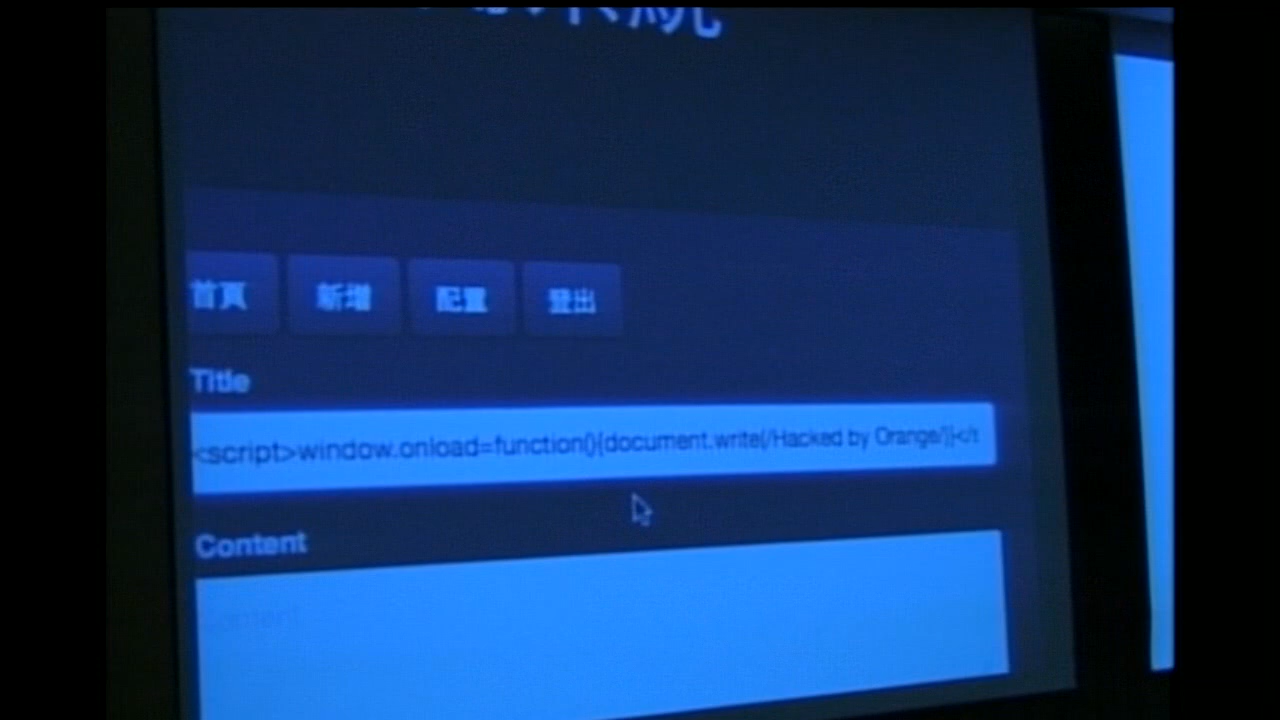 首頁 新增 配置 登出
Title
<script>window.onload=function(){document.write(/Hacked by Orange/)}</t
Content
Content